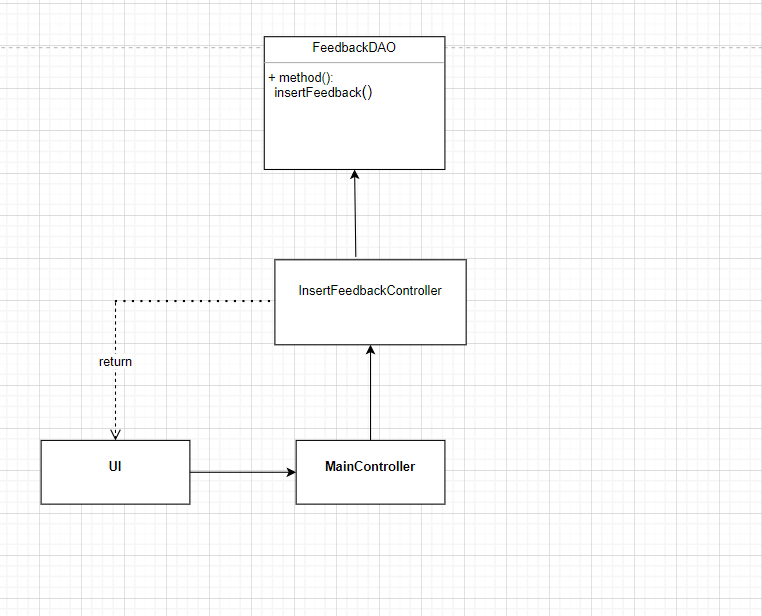 FeedbackDAO
+ method():
insertFeedback()
InsertFeedbackController
return
UI
MainController